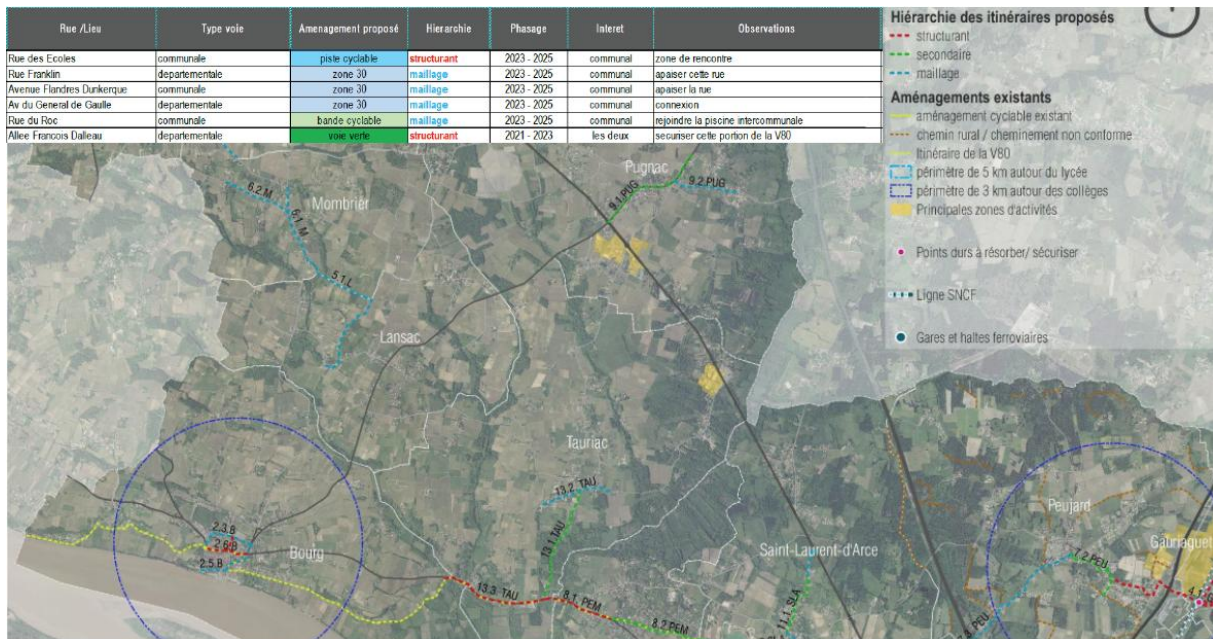 Rue /Lieu Type voie Amenagement proposé Hierarchie Phasage Interet Observations
Rue des Ecoles communale piste cyclable structurant 2023 - 2025 communal zone de rencontre
Rue Franklin departementale zone 30 maillage 2023 - 2025 communal apaiser cette rue
Avenue Flandres Dunkerque communale zone 30 maillage 2023 - 2025 communal apaiser la rue
Av du General de Gaulle departementale zone 30 maillage 2023 - 2025 communal connexion
Rue du Roc communale bande cyclable maillage 2023 - 2025 communal rejoindre la piscine intercommunale
Allee Francois Dalleau departementale voie verte structurant 2021 - 2023 les deux securiser cette portion de la V80
Hiérarchie des itinéraires proposés
structurant
secondaire
maillage
Aménagements existants
aménagement cyclable existant
chemin rural / cheminement non conforme
Itinéraire de la V80
périmètre de 5 km autour du lycée
périmètre de 3 km autour des collèges
Principales zones d'activités
Points durs à résorber/ sécuriser
Ligne SNCF
Gares et haltes ferroviaires
Pugnac
9.1.PUG
9.2.PUG
6.2.M
Mombrier
6.1.M
5.1.L
Lansac
Tauriac
13.2. TAU
13.1.TAU
Peujard
Gauriaguet
2.3.B
2.6.B
2.5.B
Bourg
Saint-Laurent-d'Arce
7.2.PEU
13.3. TAU
8.1. PEM
8.2.PEM
11.1. SLA